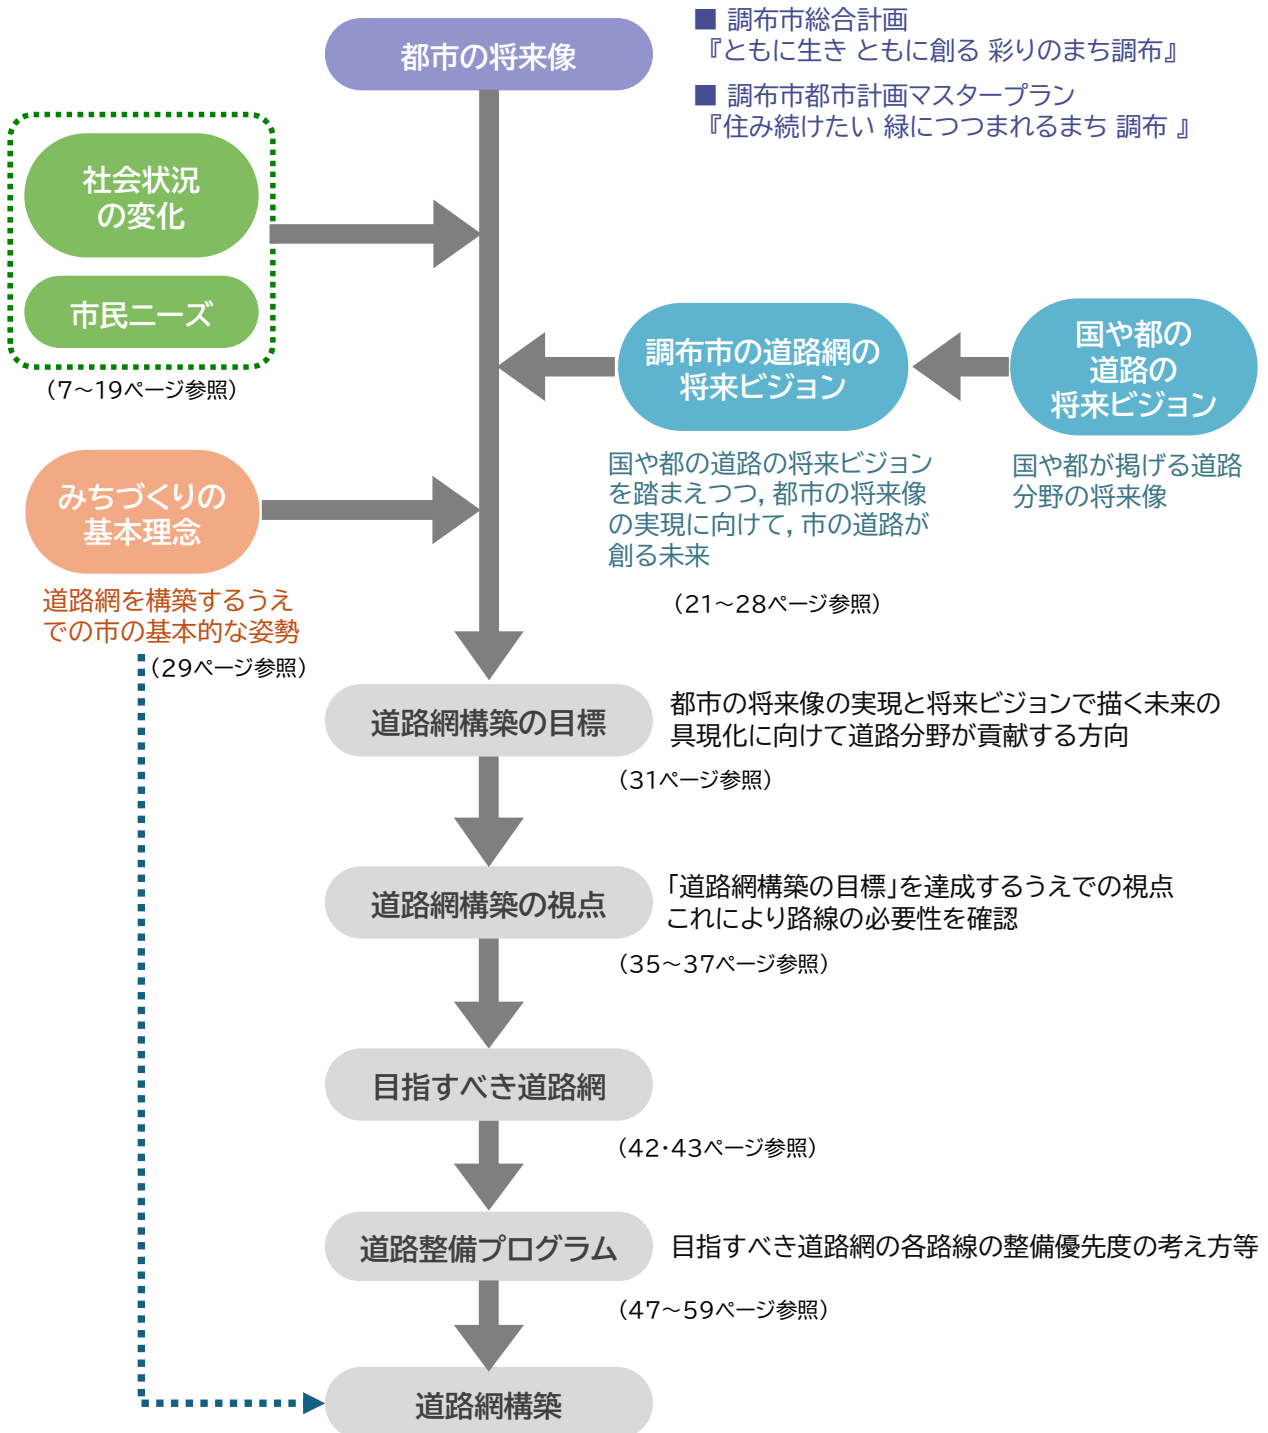 都市の将来像
■ 調布市総合計画
『ともに生き ともに創る 彩りのまち調布』
■ 調布市都市計画マスタープラン
『住み続けたい 緑につつまれるまち 調布 』
社会状況
の変化
市民ニーズ
（7～19ページ参照）
調布市の道路網の
将来ビジョン
国や都の
道路の
将来ビジョン
国や都の道路の将来ビジョン
を踏まえつつ，都市の将来像
の実現に向けて，市の道路が
創る未来
（21～28ページ参照）
国や都が掲げる道路
分野の将来像
みちづくりの
基本理念
道路網を構築するうえ
での市の基本的な姿勢
（29ページ参照）
道路網構築の目標
都市の将来像の実現と将来ビジョンで描く未来の
具現化に向けて道路分野が貢献する方向
（31ページ参照）
道路網構築の視点
「道路網構築の目標」を達成するうえでの視点
これにより路線の必要性を確認
（35～37ページ参照）
目指すべき道路網
（42・43ページ参照）
道路整備プログラム
目指すべき道路網の各路線の整備優先度の考え方等
（47～59ページ参照）
道路網構築